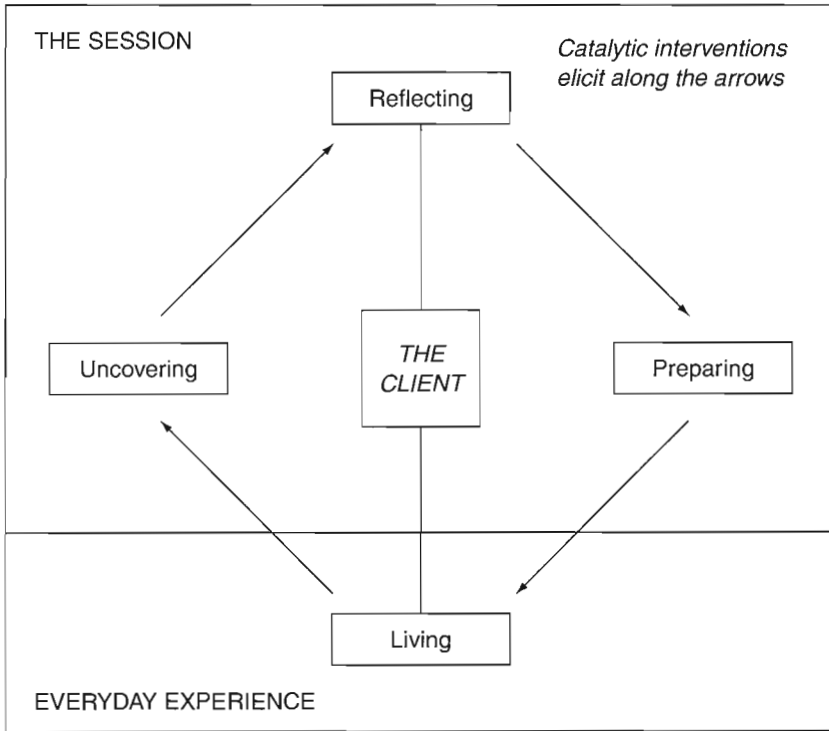 THE SESSION
Catalytic interventions
elicit along the arrows
Reflecting
Uncovering
THE
CLIENT
Preparing
Living
EVERYDAY EXPERIENCE